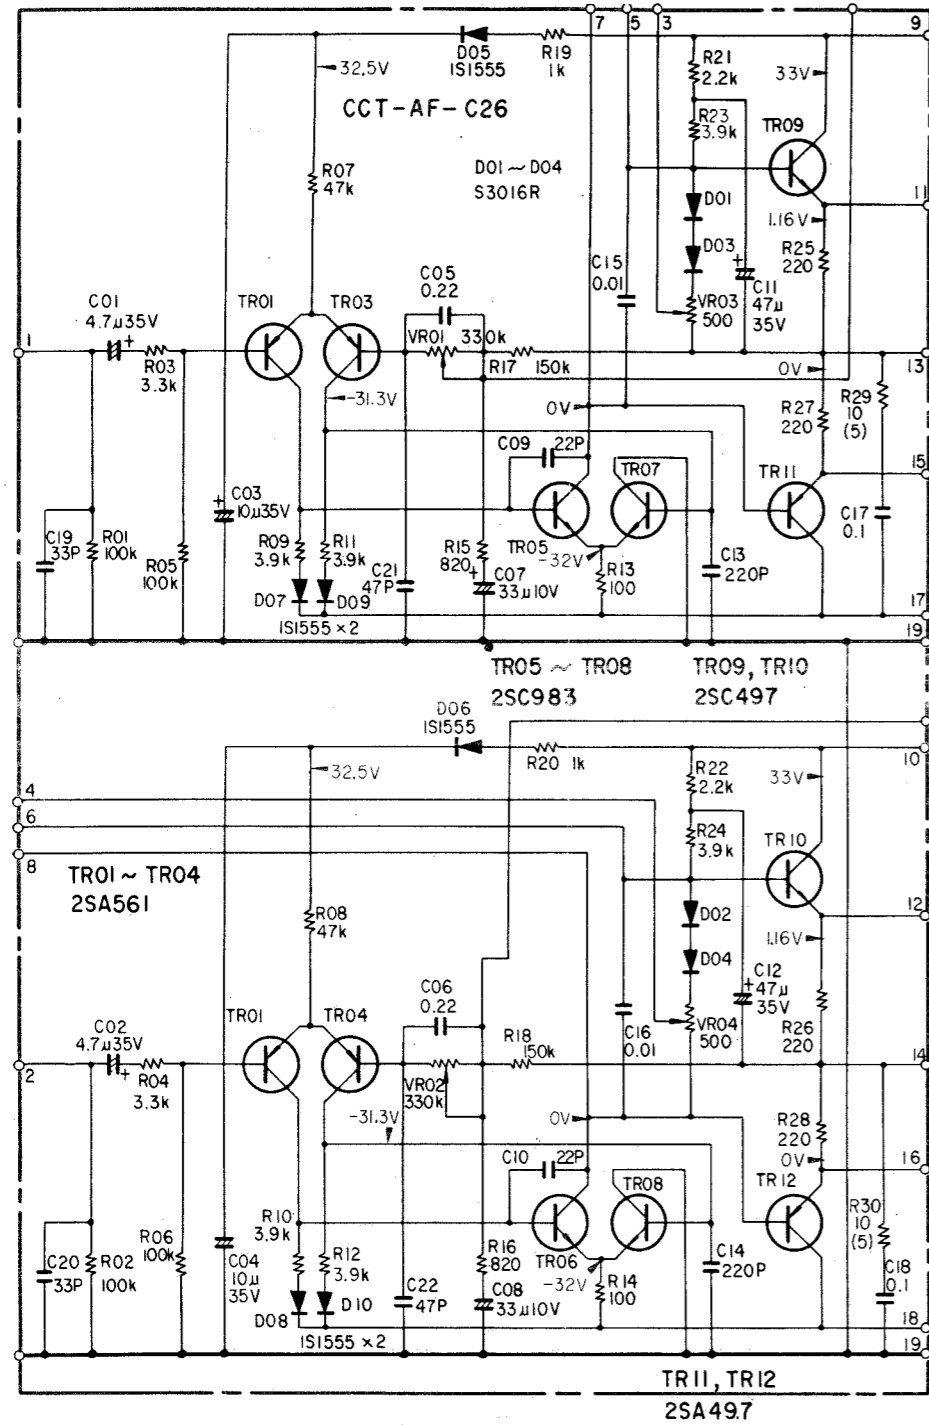 7
5
3
9
D05
1S1555
R19
1k
R21
2.2k
33V
32.5V
CCT-AF-C26
R23
3.9k
TR09
D01~D04
S3016R
R07
47k
D01
11
1.16V
D03
R25
220
C15
0.01
C05
0.22
C11
47μ
35V
+
C01
4.7μ35V
+
TR01
TR03
VR03
500
VR01
330k
1
R03
3.3k
R17
150k
0V
13
-31.3V
0V
R27
220
R29
10
(5)
C09
22P
TR07
TR11
15
+
C03
10μ35V
C19
33P
R01
100k
R05
100k
R09
3.9k
R11
3.9k
R15
820
TR05
-32V
C17
0.1
C13
220P
C21
47P
+
C07
33μ10V
R13
100
D07
D09
1S1555×2
17
19
TR05~TR08
2SC983
TR09, TR10
2SC497
D06
1S1555
R20 1k
10
32.5V
R22
2.2k
33V
4
6
R24
3.9k
TR10
8
TR01~TR04
2SA561
R08
47k
D02
12
1.16V
D04
C06
0.22
+
C12
47μ
35V
C02
4.7μ35V
+
TR01
TR04
C16
0.01
VR04
500
R26
220
R18
150k
2
R04
3.3k
VR02
330k
14
-31.3V
0V
R28
220
0V
C10
22P
TR08
TR12
16
R10
3.9k
R06
100k
R30
10
(5)
C20
33P
R02
100k
C04
10μ
35V
R12
3.9k
R16
820
TR06
-32V
C14
220P
C18
0.1
C22
47P
C08
33μ10V
R14
100
D08
D10
1S1555×2
18
19
TR11, TR12
2SA497